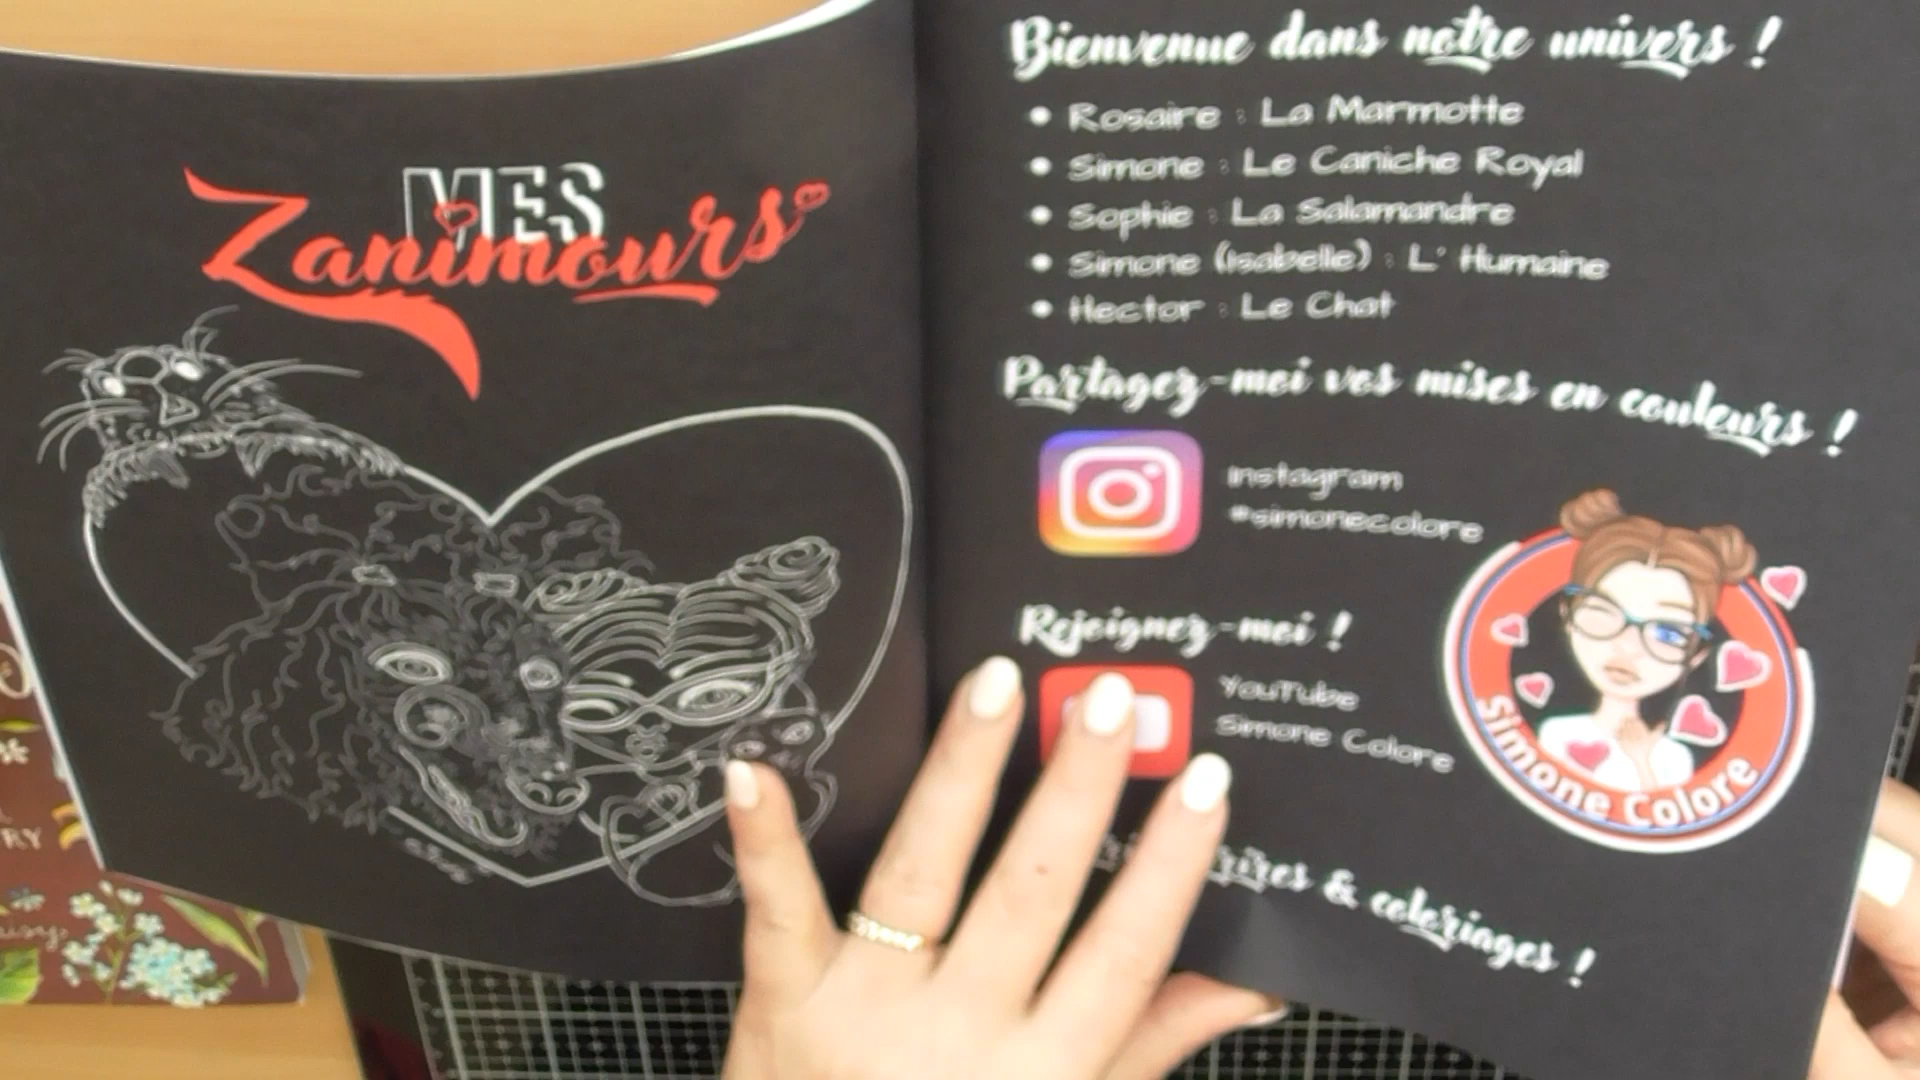 MES
Zanimours
Bienvenue dans notre univers !
• Rosaire : La Marmotte
• Simone : Le Caniche Royal
• Sophie : La Salamandre
• Simone (Isabelle) : L' Humaine
• Hector : Le Chat
Partagez-moi vos mises en couleurs !
Instagram
#simonecolore
Rejoignez-moi !
YouTube
Simone Colore
Simone Colore
& coloriages !
RY